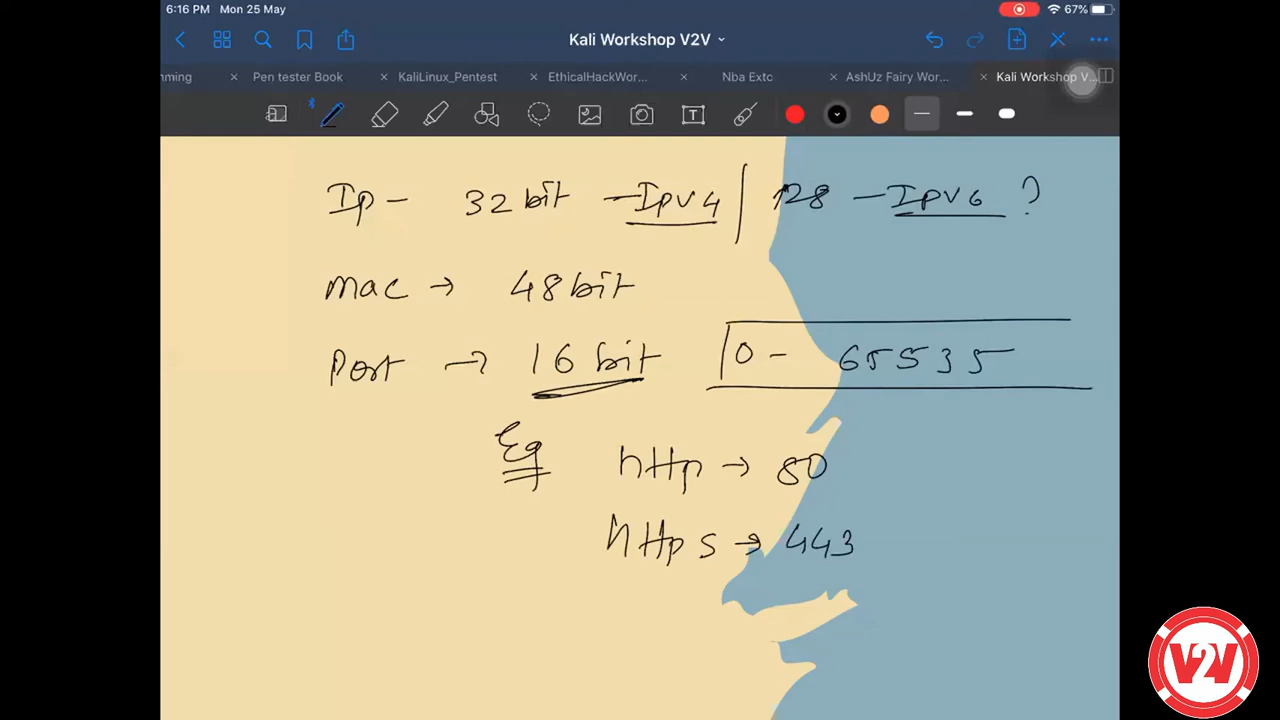 6:16 PM Mon 25 May
67%
Kali Workshop V2V
nming
Pen tester Book
KaliLinux_Pentest
EthicalHackWor...
Nba Extc
AshUz Fairy Wor...
Kali Workshop V...
T
Ip - 32 bit - IPV4 | 128 - IPV6 ?
mac → 48 bit
Port → 16 bit 0 - 65535
Eg http → 80
https → 443
V2V